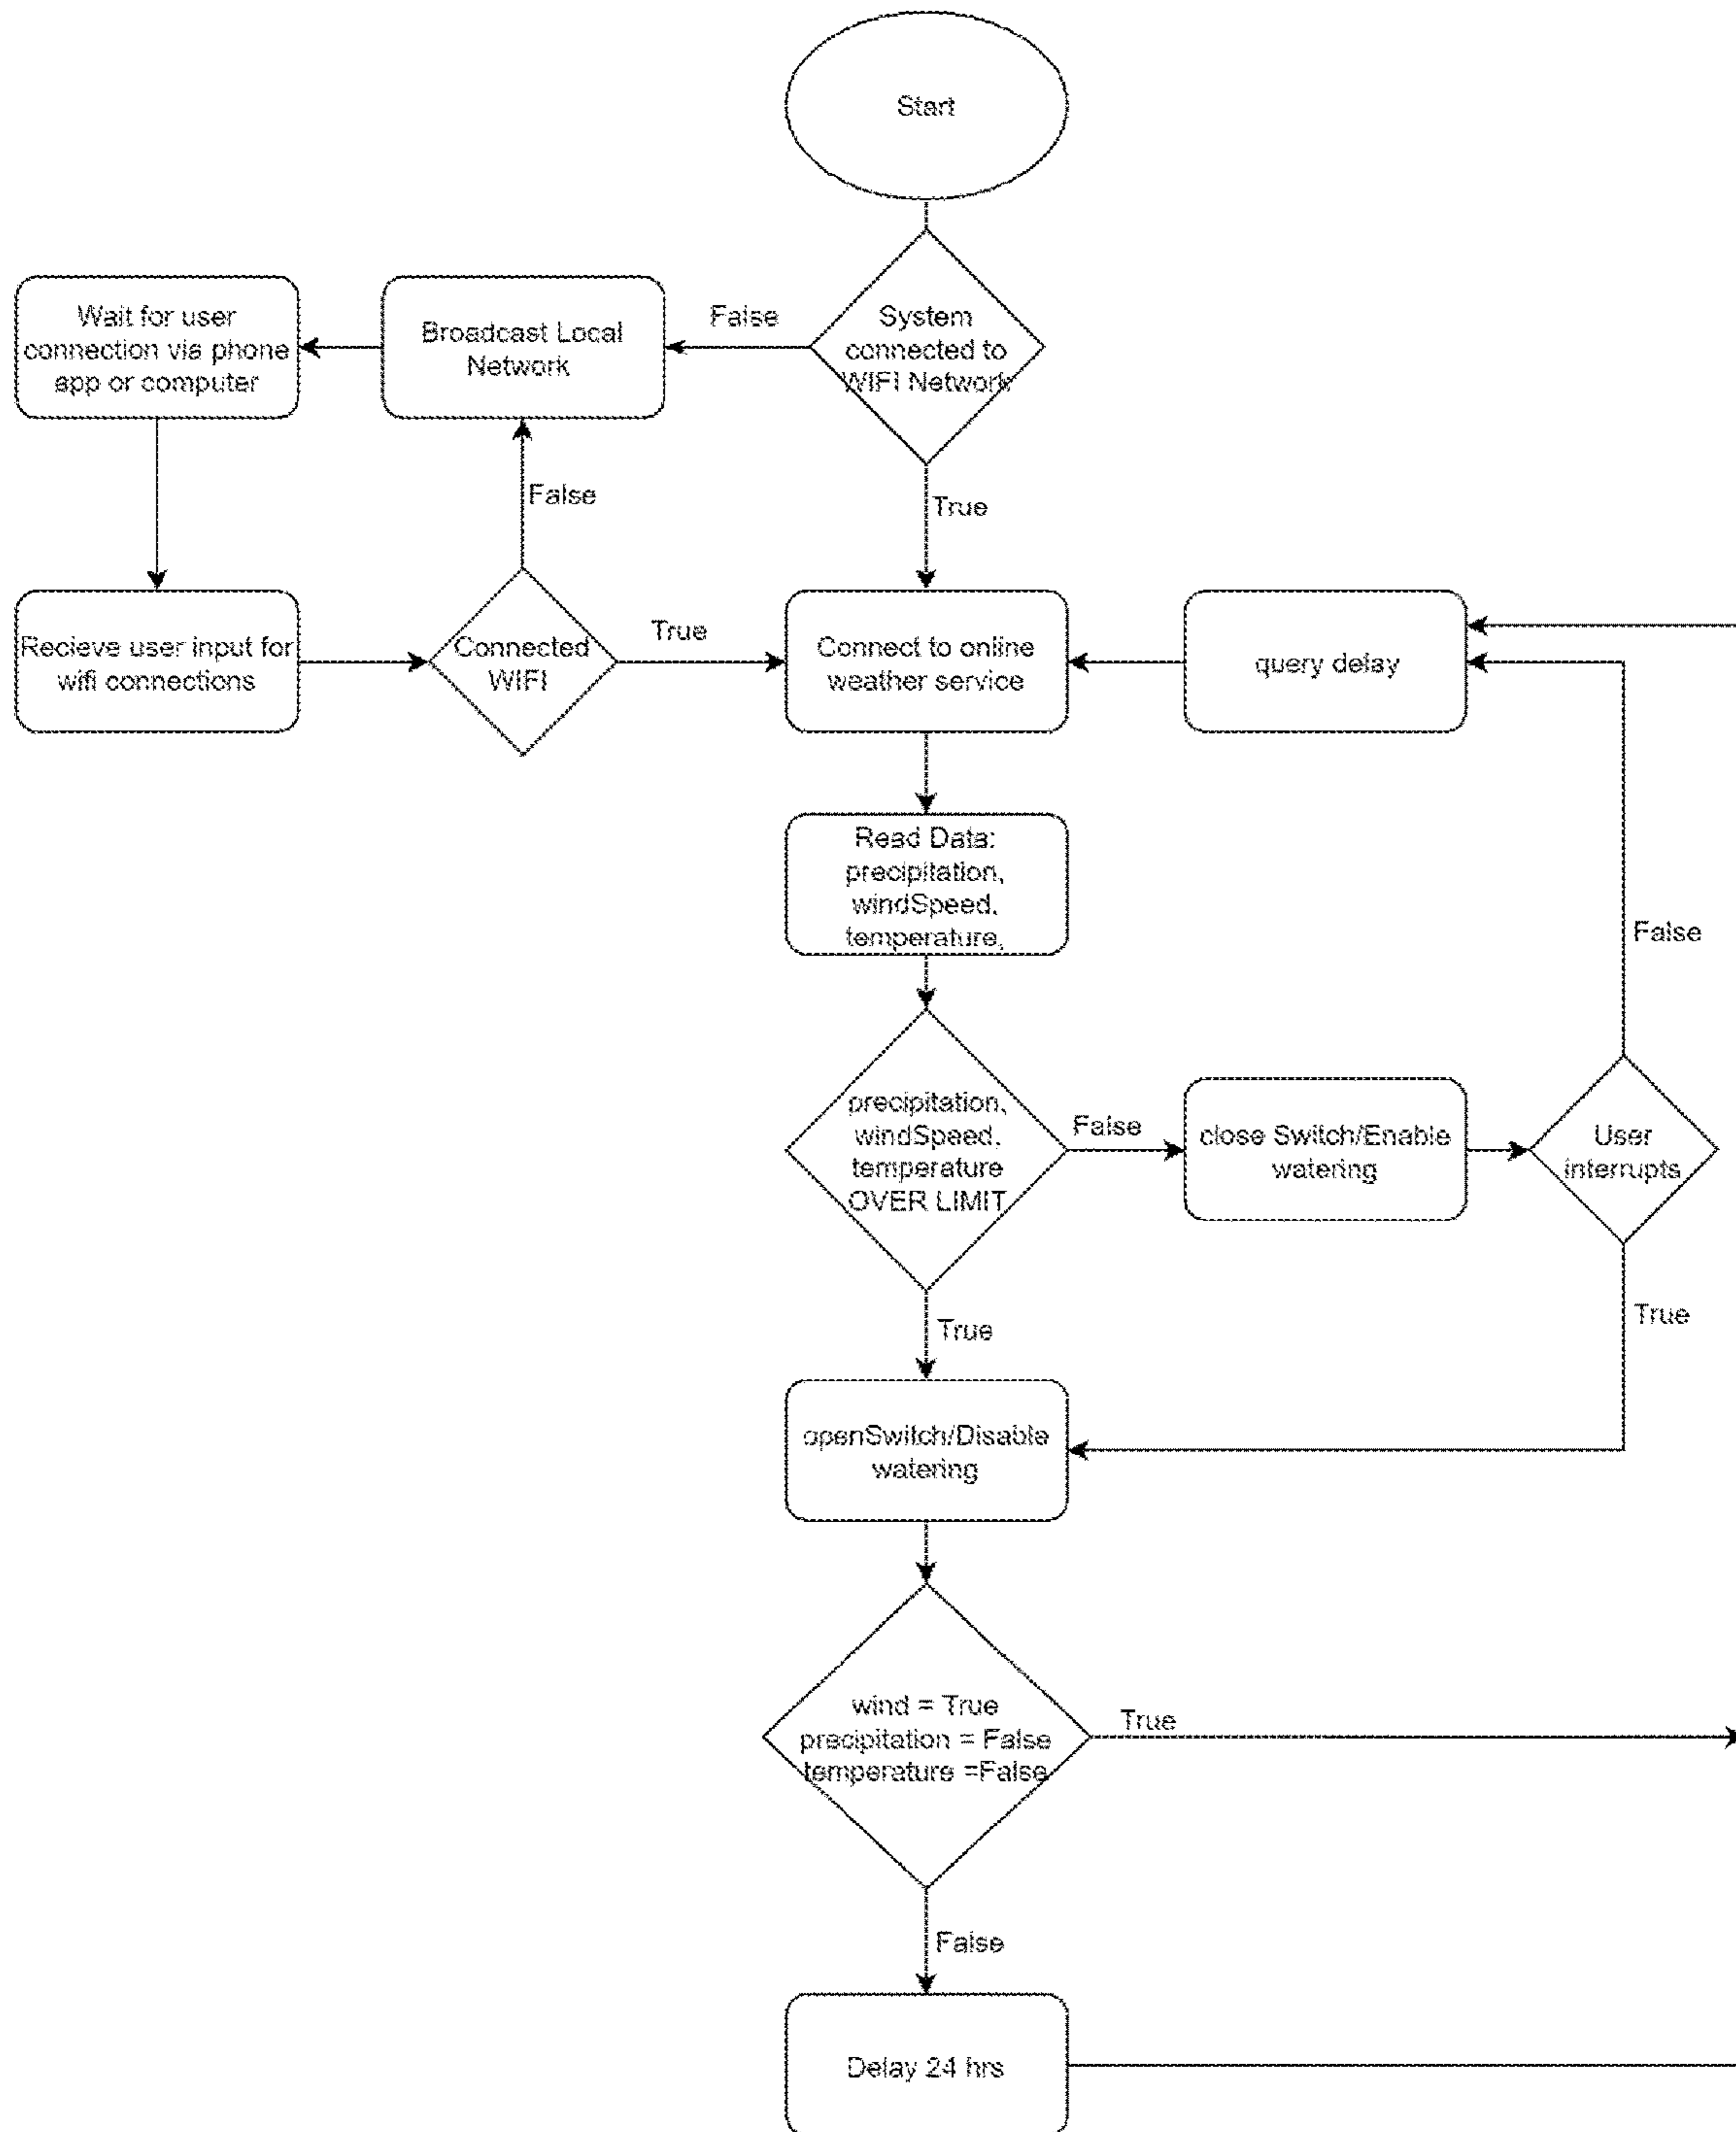 Start
System
connected to
WIFI Network
False
Broadcast Local
Network
Wait for user
connection via phone
app or computer
True
False
Recieve user input for
wifi connections
Connected
WIFI
True
Connect to online
weather service
query delay
Read Data:
precipitation,
windSpeed,
temperature,
False
precipitation,
windSpeed,
temperature
OVER LIMIT
False
close Switch/Enable
watering
User
interrupts
True
True
openSwitch/Disable
watering
wind = True
precipitation = False
temperature =False
True
False
Delay 24 hrs